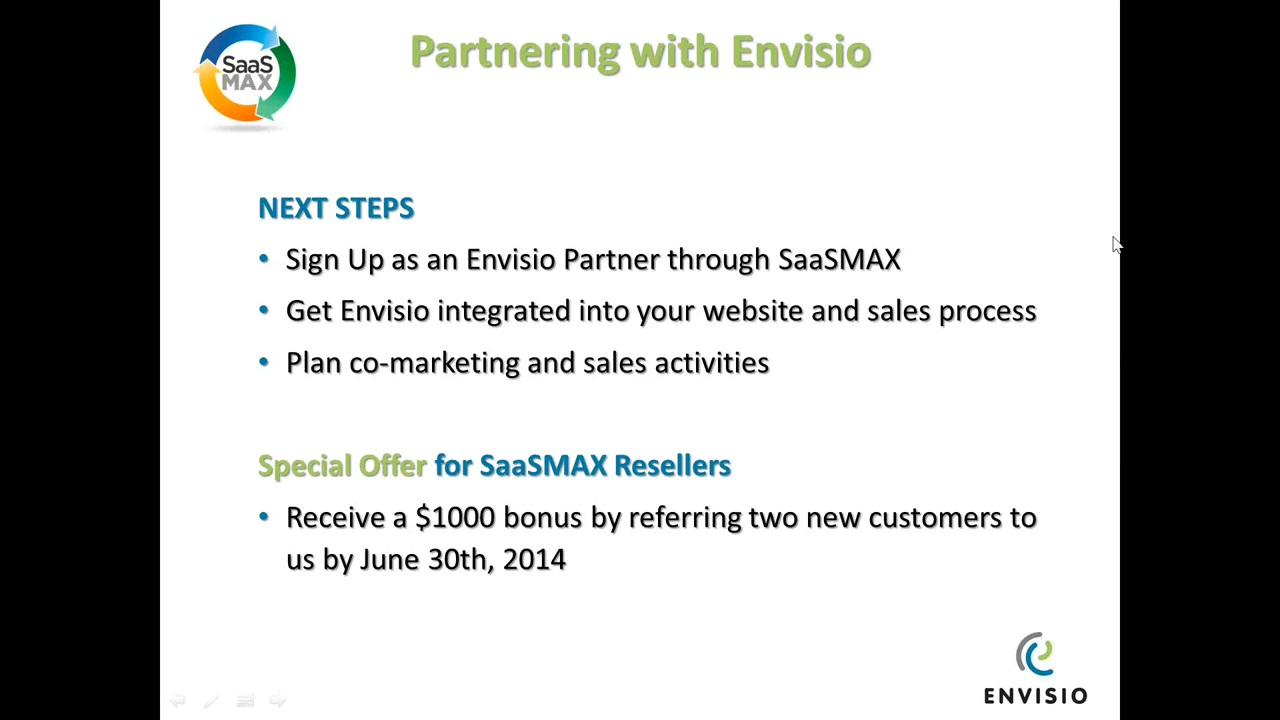 SaaS
MAX
Partnering with Envisio
NEXT STEPS
• Sign Up as an Envisio Partner through SaaSMAX
• Get Envisio integrated into your website and sales process
• Plan co-marketing and sales activities
Special Offer for SaaSMAX Resellers
• Receive a $1000 bonus by referring two new customers to
us by June 30th, 2014
ENVISIO